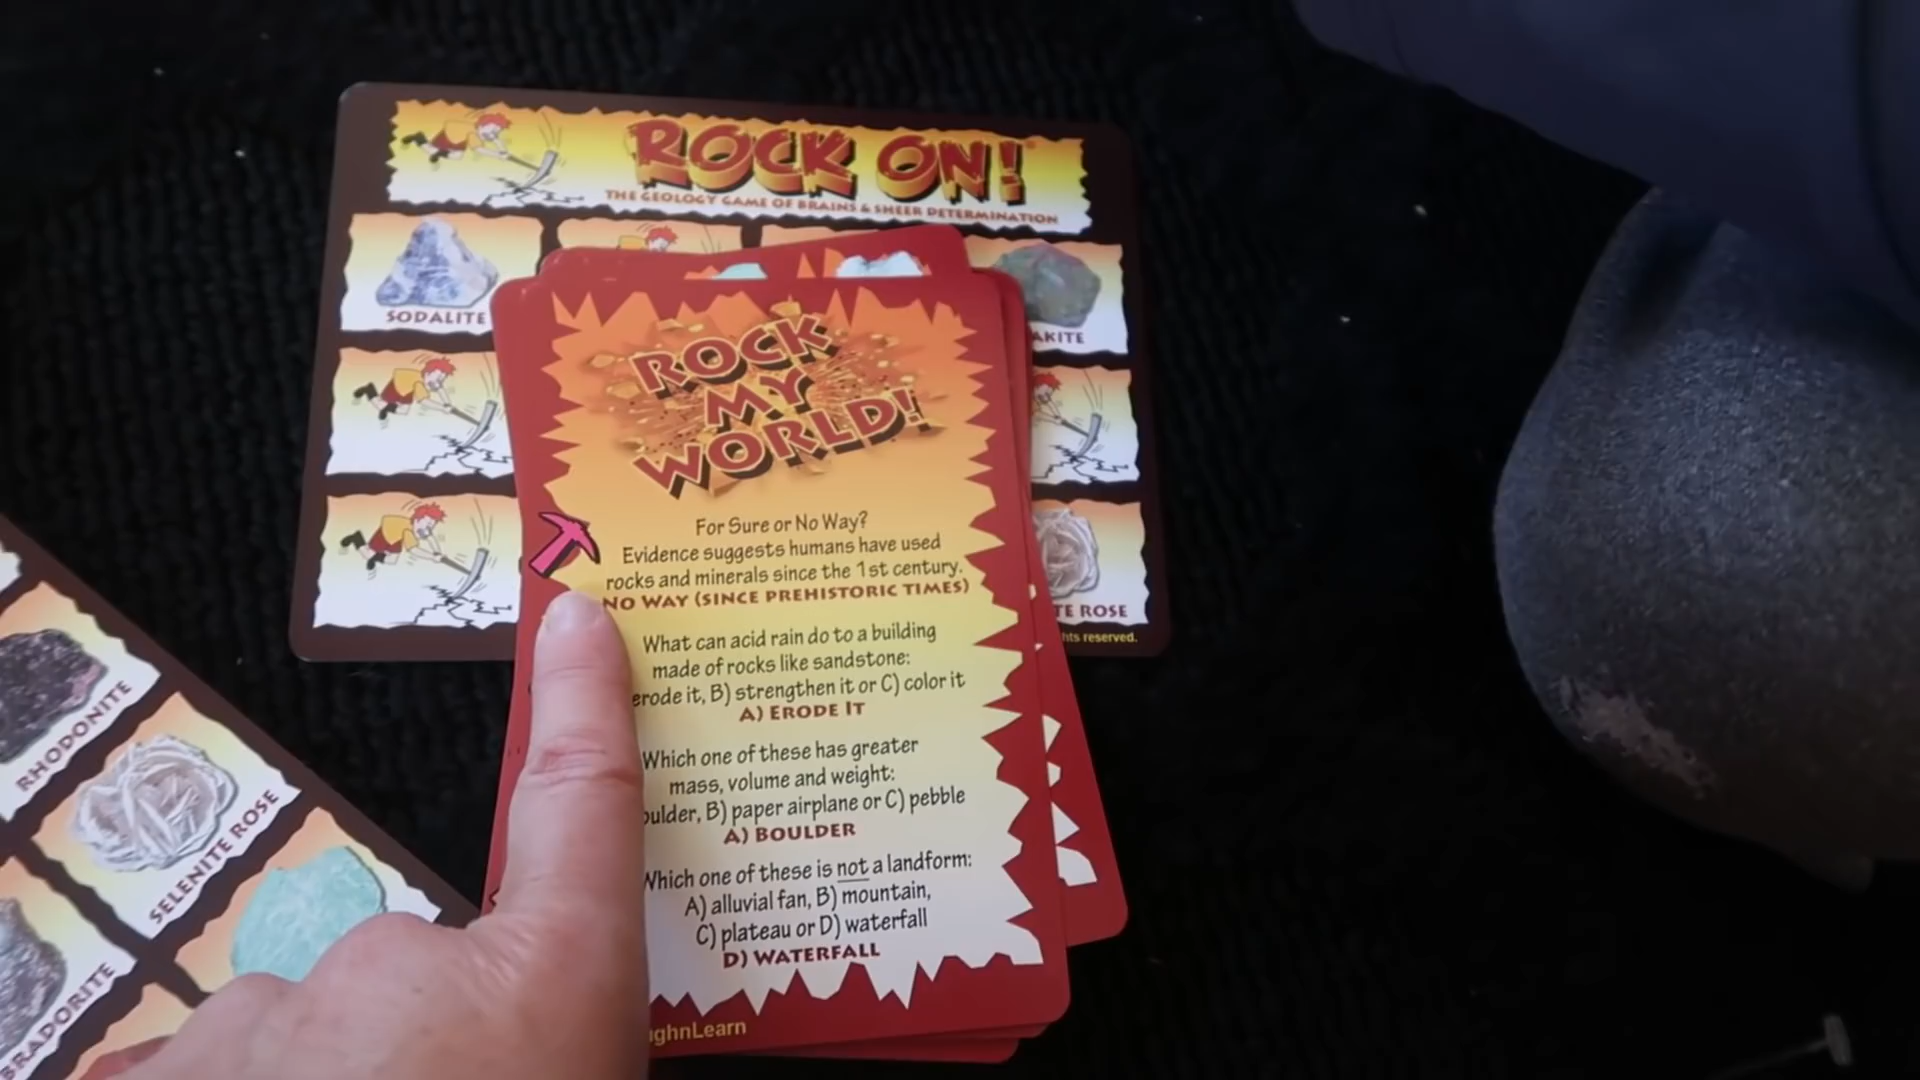 ROCK ON!
THE GEOLOGY GAME OF BRAINS & SHEER DETERMINATION
SODALITE
AKITE
TE ROSE
hts reserved.
ROCK
MY
WORLD!
For Sure or No Way?
Evidence suggests humans have used
rocks and minerals since the 1st century.
NO WAY (SINCE PREHISTORIC TIMES)
What can acid rain do to a building
made of rocks like sandstone:
erode it, B) strengthen it or C) color it
A) ERODE IT
Which one of these has greater
mass, volume and weight:
oulder, B) paper airplane or C) pebble
A) BOULDER
Which one of these is not a landform:
A) alluvial fan, B) mountain,
C) plateau or D) waterfall
D) WATERFALL
ghnLearn
RHODONITE
SELENITE ROSE
BRADORITE